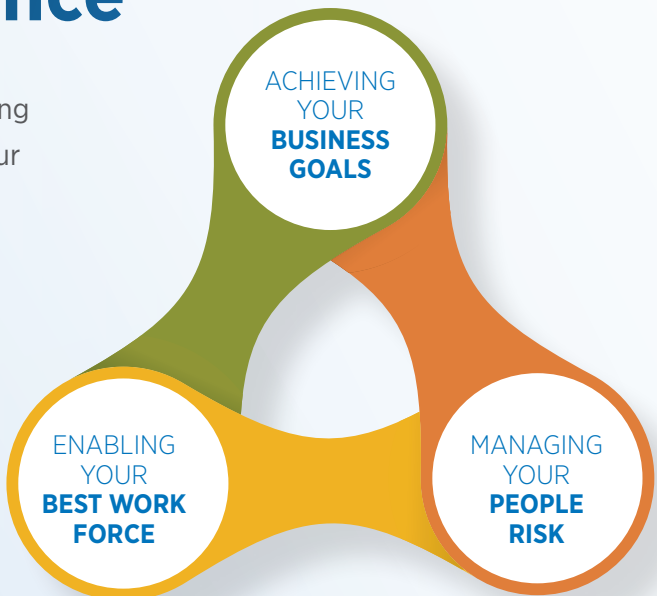 nce
ng
ur
ACHIEVING
YOUR
BUSINESS
GOALS
ENABLING
YOUR
BEST WORK
FORCE
MANAGING
YOUR
PEOPLE
RISK